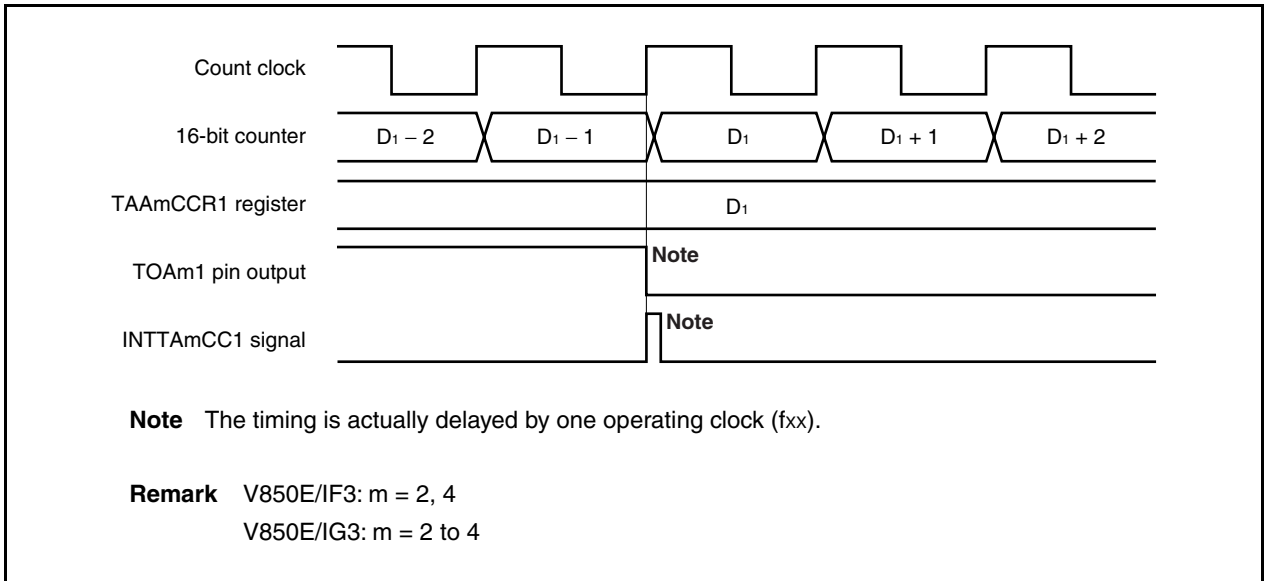 Count clock
16-bit counter D1 − 2 D1 − 1 D1 D1 + 1 D1 + 2
TAAmCCR1 register D1
TOAm1 pin output Note
INTTAmCC1 signal Note
Note The timing is actually delayed by one operating clock (fxx).
Remark V850E/IF3: m = 2, 4
V850E/IG3: m = 2 to 4